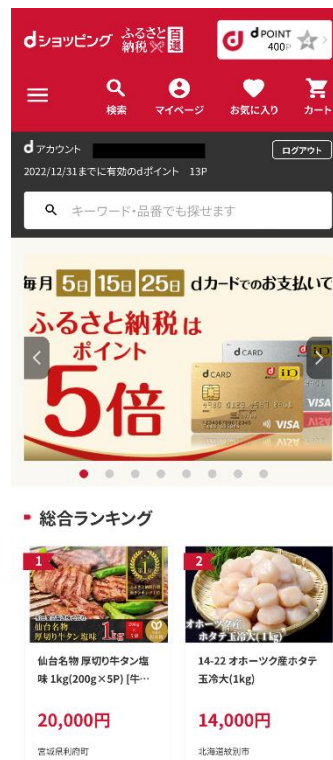 dショッピング ふるさと納税百選
d POINT
400P
検索 マイページ お気に入り カート
dアカウント
ログアウト
2022/12/31までに有効のdポイント 13P
キーワード・品番でも探せます
毎月 5日 15日 25日 dカードでのお支払いで
ふるさと納税は
ポイント
5倍
d CARD
d CARD
iD
VISA
VISA
総合ランキング
1
仙台名物
厚切り牛タン塩味 1kg
2
オホーツク産
ホタテ玉冷大(1kg)
仙台名物 厚切り牛タン塩
味 1kg(200g×5P) [牛…
20,000円
宮城県利府町
14-22 オホーツク産ホタテ
玉冷大(1kg)
14,000円
北海道紋別市